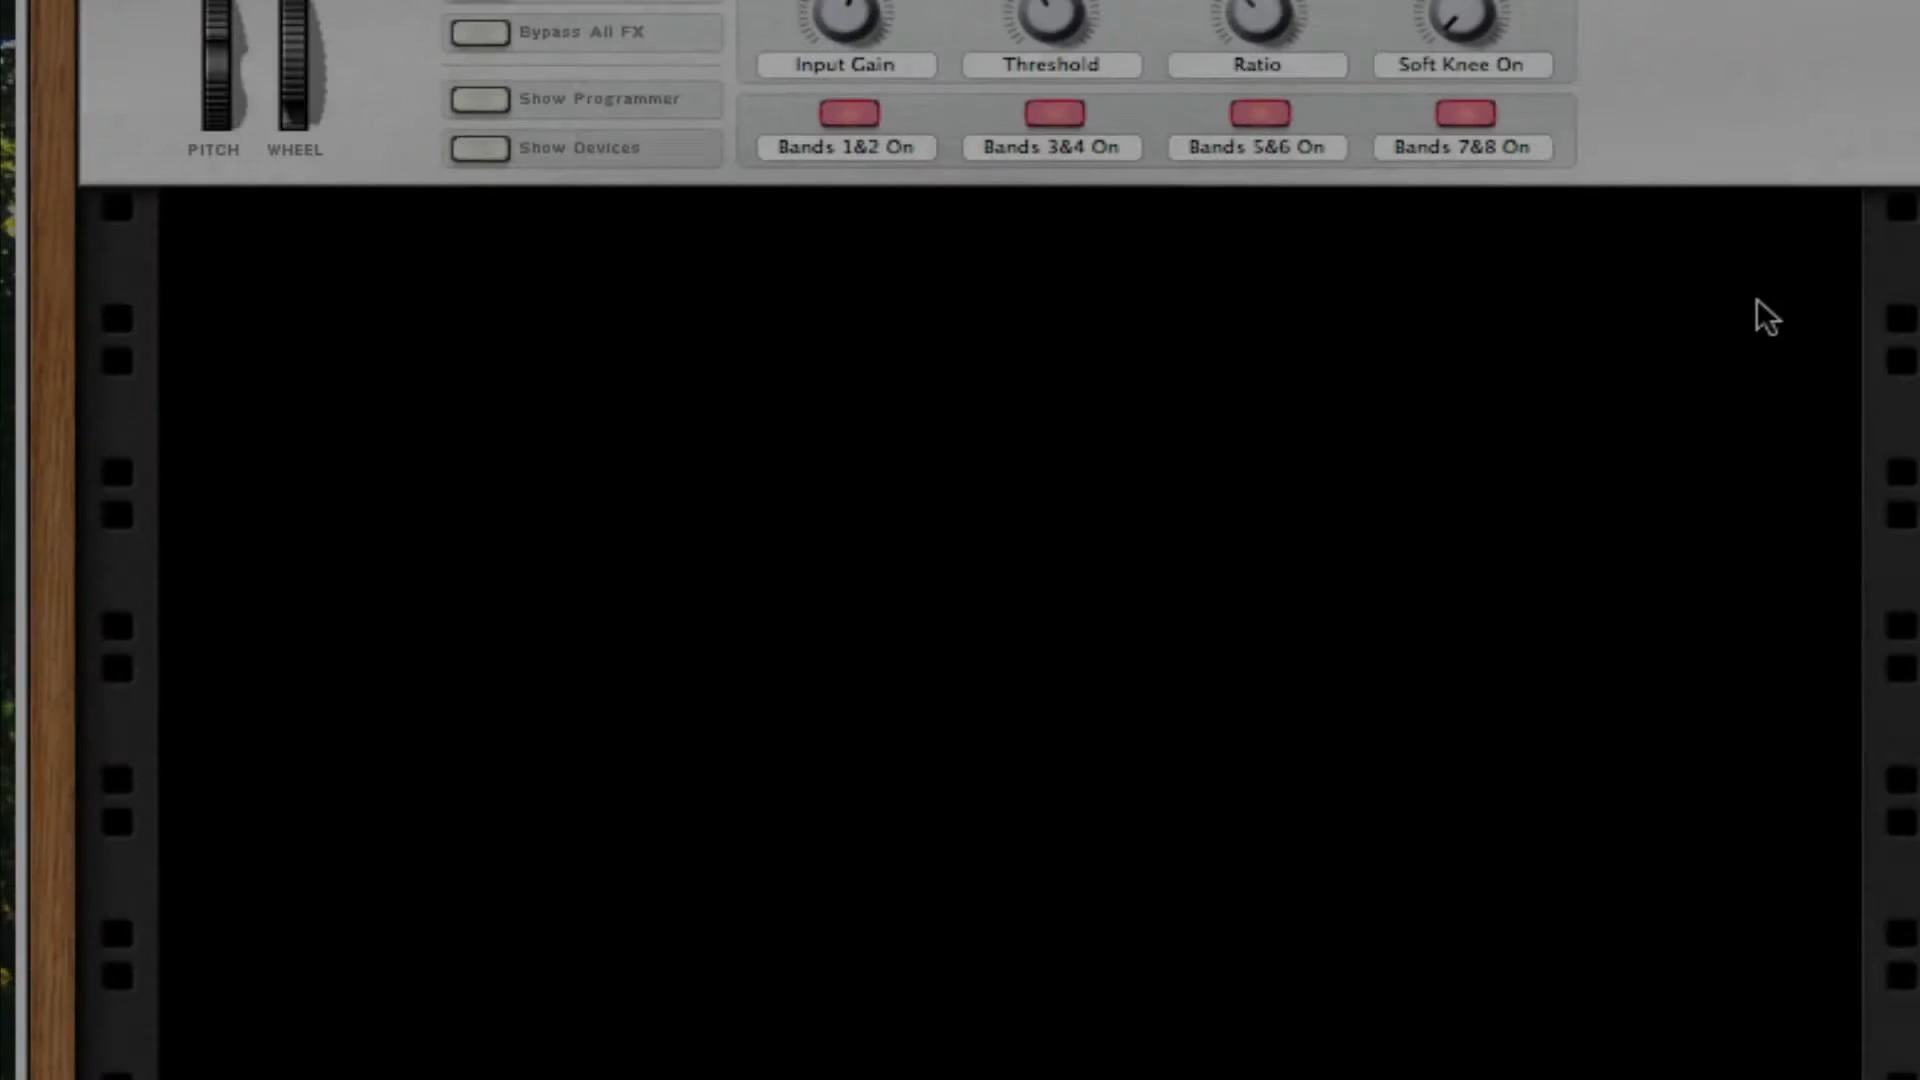 Bypass All FX
Input Gain
Threshold
Ratio
Soft Knee On
Show Programmer
Show Devices
PITCH
WHEEL
Bands 1&2 On
Bands 3&4 On
Bands 5&6 On
Bands 7&8 On